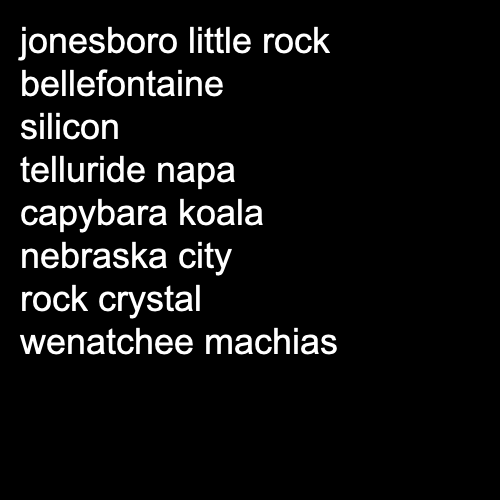 jonesboro little rock
bellefontaine
silicon
telluride napa
capybara koala
nebraska city
rock crystal
wenatchee machias